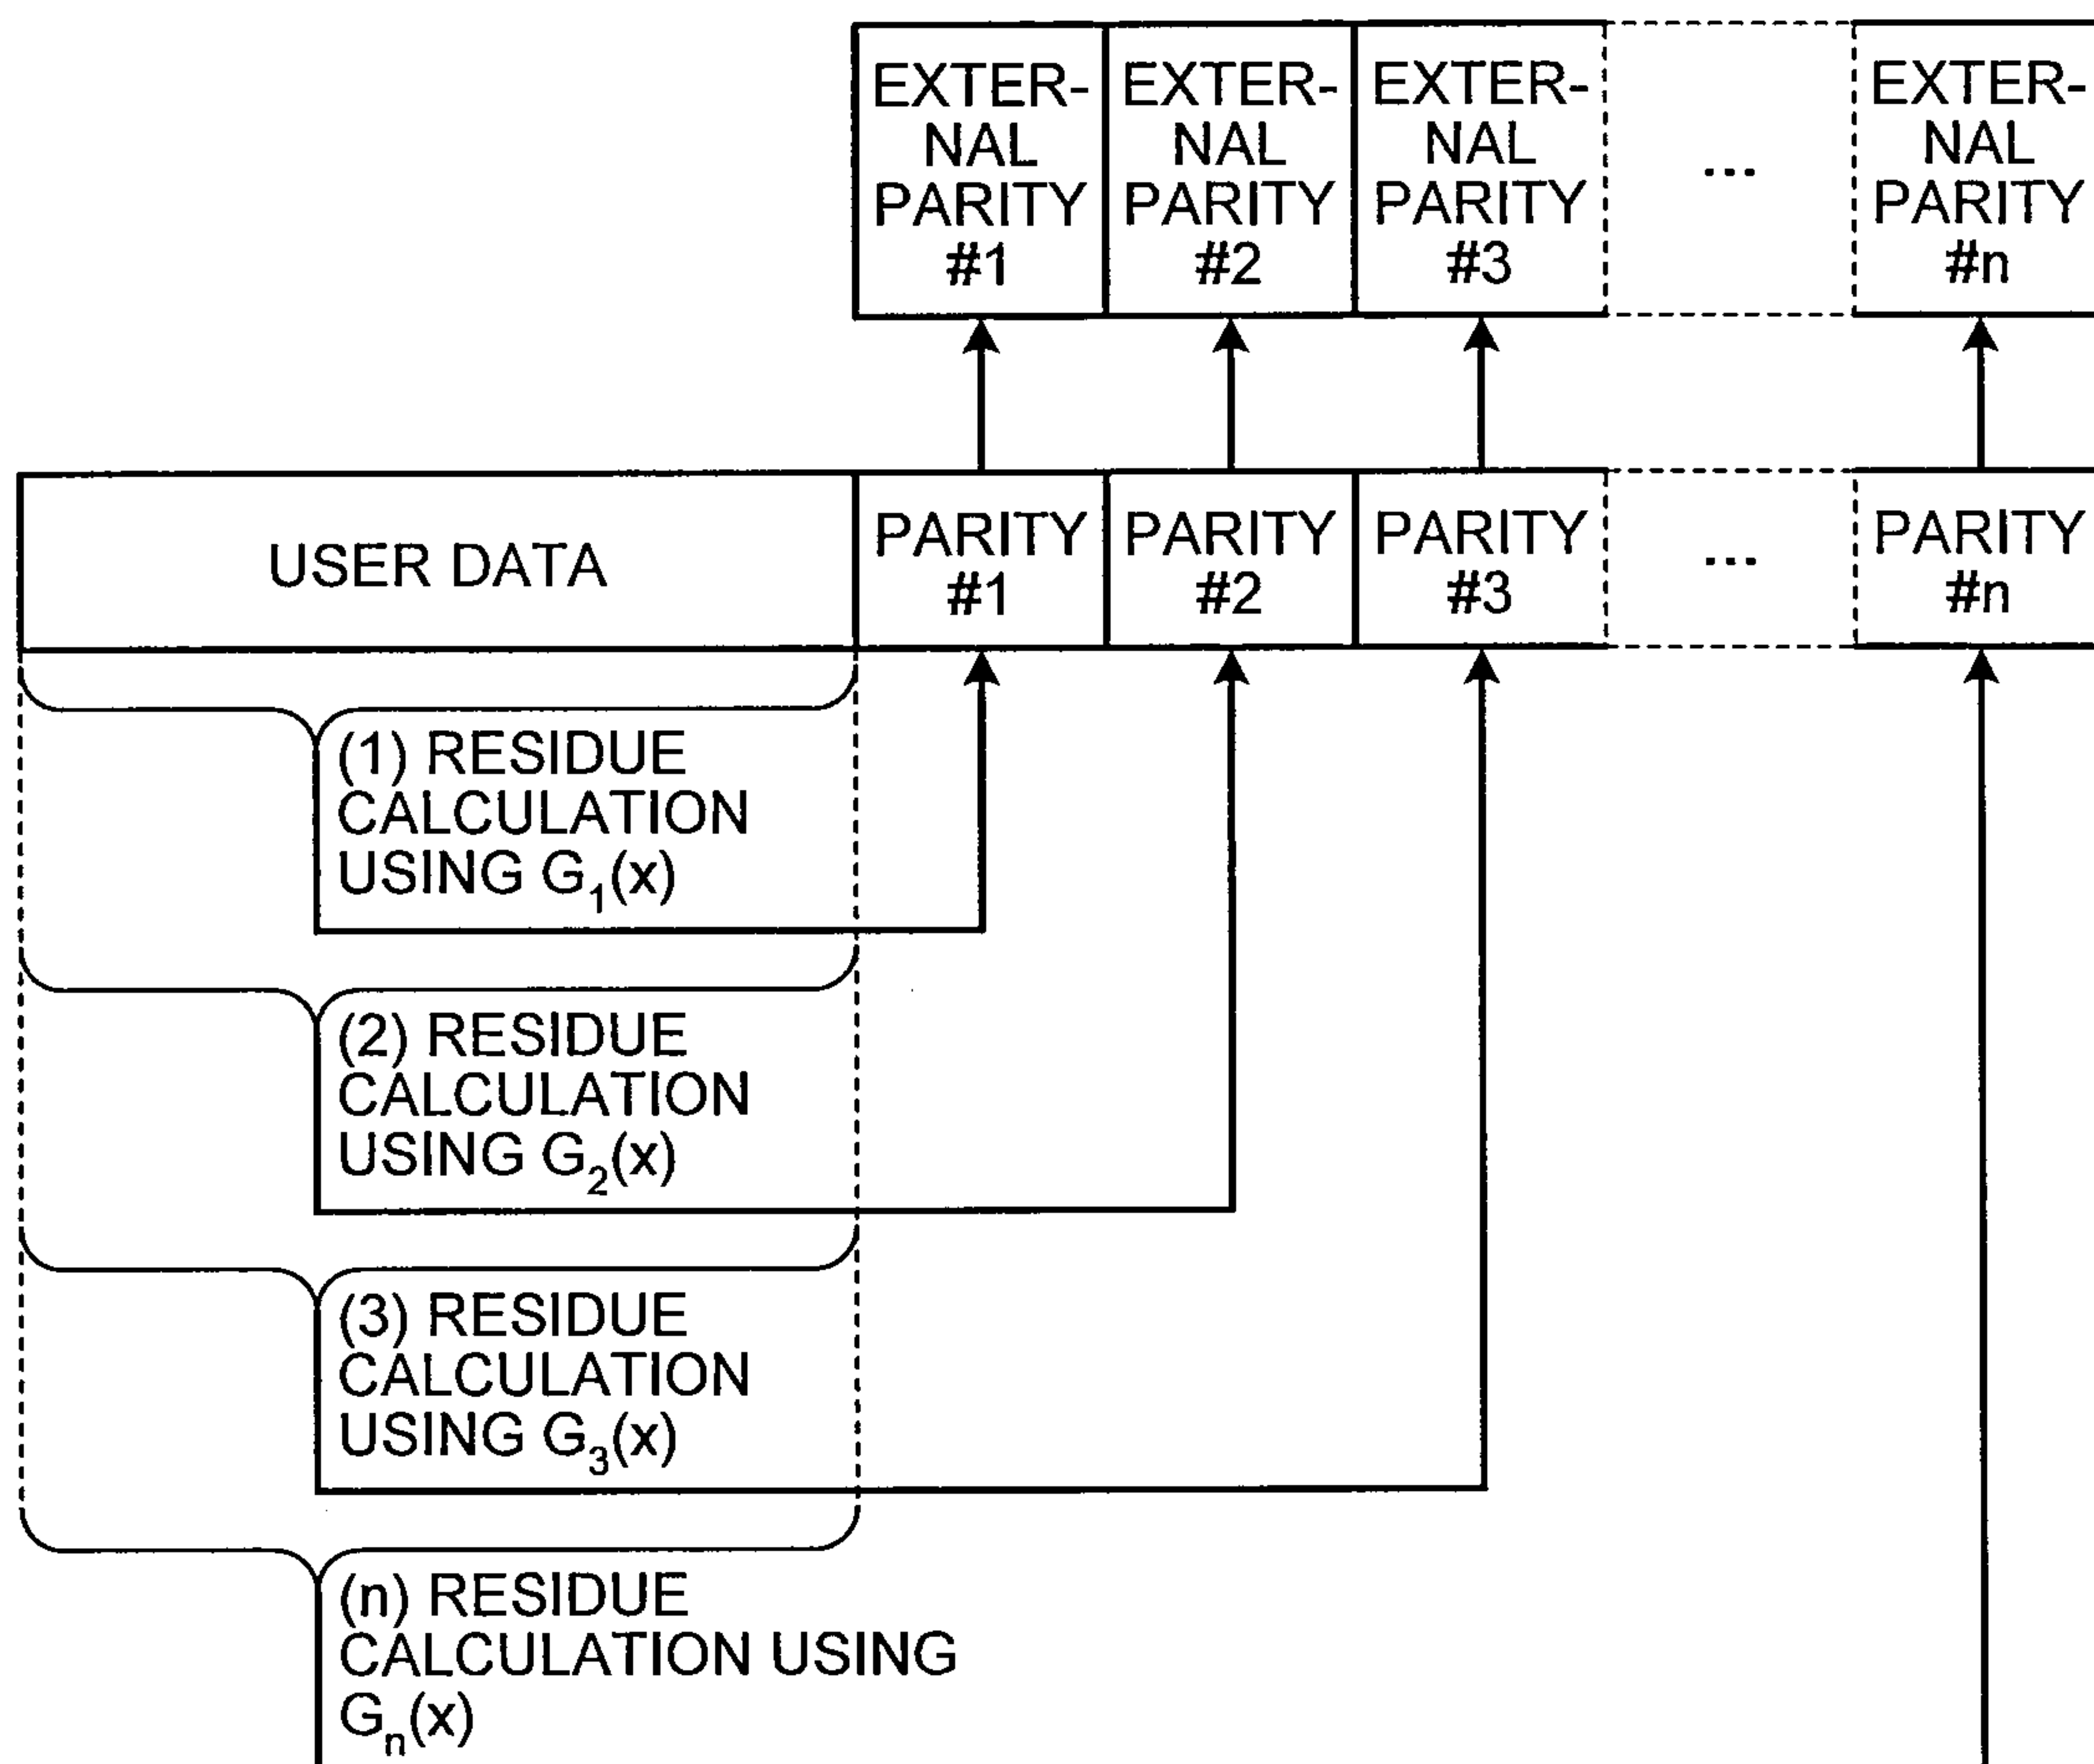 EXTER-
NAL
PARITY
#1
EXTER-
NAL
PARITY
#2
EXTER-
NAL
PARITY
#3
...
EXTER-
NAL
PARITY
#n
USER DATA
PARITY
#1
PARITY
#2
PARITY
#3
...
PARITY
#n
(1) RESIDUE
CALCULATION
USING G₁(x)
(2) RESIDUE
CALCULATION
USING G₂(x)
(3) RESIDUE
CALCULATION
USING G₃(x)
(n) RESIDUE
CALCULATION USING
Gₙ(x)